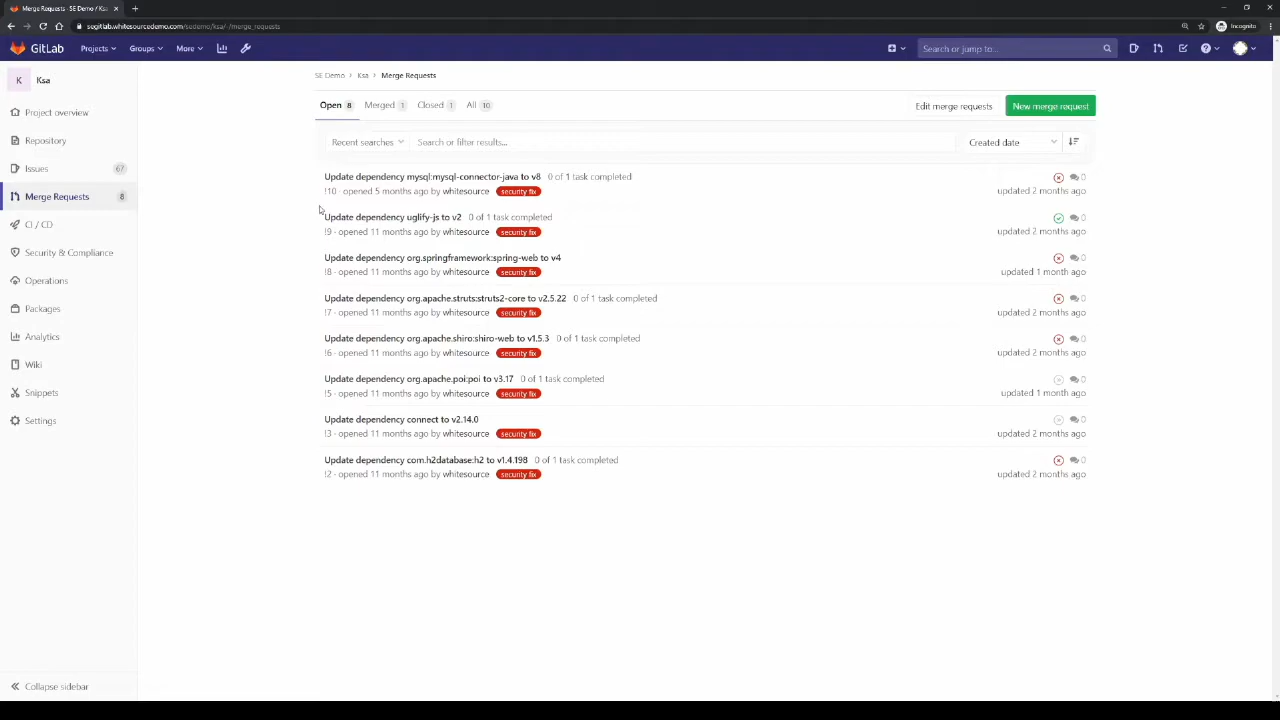 Merge Requests · SE Demo / Ksa
segitlab.whitesourcedemo.com/sedemo/ksa/-/merge_requests
Incognito
GitLab
Projects
Groups
More
Search or jump to...
K
Ksa
Project overview
Repository
Issues 67
Merge Requests 8
CI / CD
Security & Compliance
Operations
Packages
Analytics
Wiki
Snippets
Settings
Collapse sidebar
SE Demo > Ksa > Merge Requests
Open 8 Merged 1 Closed 1 All 10
Edit merge requests
New merge request
Recent searches
Search or filter results...
Created date
Update dependency mysql:mysql-connector-java to v8 0 of 1 task completed 0
!10 · opened 5 months ago by whitesource security fix updated 2 months ago
Update dependency uglify-js to v2 0 of 1 task completed 0
!9 · opened 11 months ago by whitesource security fix updated 2 months ago
Update dependency org.springframework:spring-web to v4 0
!8 · opened 11 months ago by whitesource security fix updated 1 month ago
Update dependency org.apache.struts:struts2-core to v2.5.22 0 of 1 task completed 0
!7 · opened 11 months ago by whitesource security fix updated 2 months ago
Update dependency org.apache.shiro:shiro-web to v1.5.3 0 of 1 task completed 0
!6 · opened 11 months ago by whitesource security fix updated 2 months ago
Update dependency org.apache.poi:poi to v3.17 0 of 1 task completed 0
!5 · opened 11 months ago by whitesource security fix updated 1 month ago
Update dependency connect to v2.14.0 0
!3 · opened 11 months ago by whitesource security fix updated 2 months ago
Update dependency com.h2database:h2 to v1.4.198 0 of 1 task completed 0
!2 · opened 11 months ago by whitesource security fix updated 2 months ago